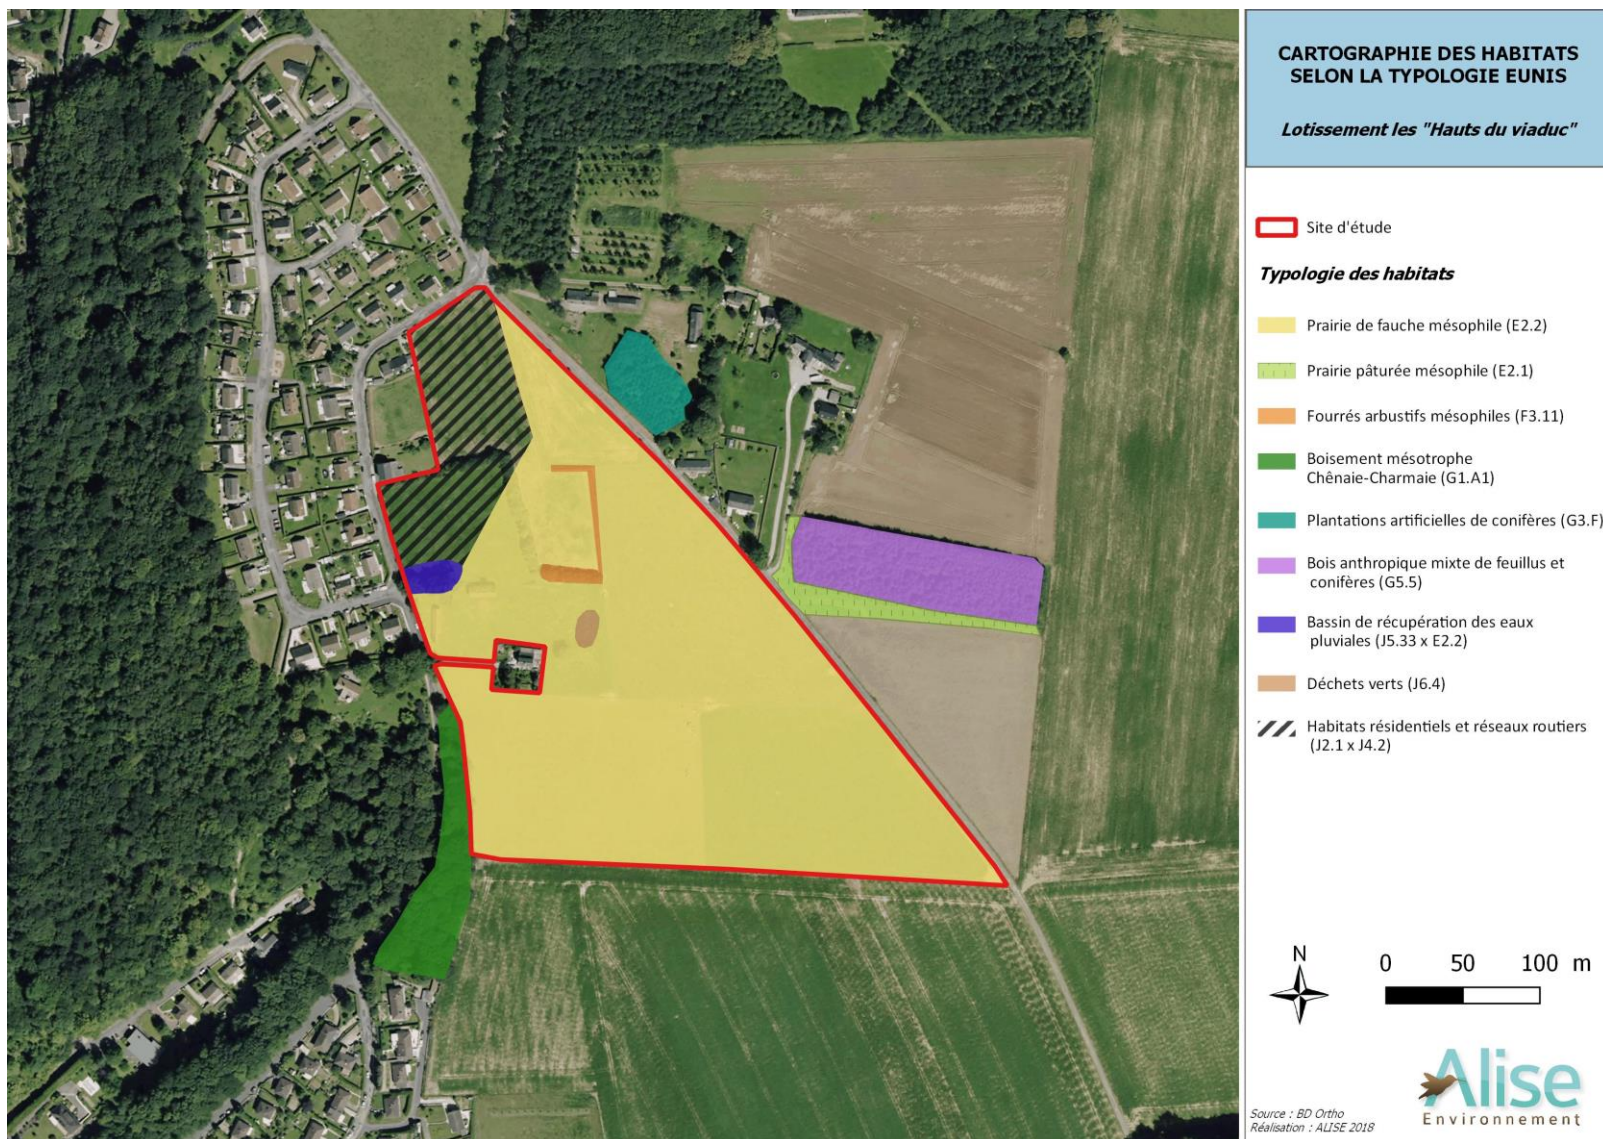 CARTOGRAPHIE DES HABITATS
SELON LA TYPOLOGIE EUNIS
Lotissement les "Hauts du viaduc"
Site d'étude
Typologie des habitats
Prairie de fauche mésophile (E2.2)
Prairie pâturée mésophile (E2.1)
Fourrés arbustifs mésophiles (F3.11)
Boisement mésotrophe
Chênaie-Charmaie (G1.A1)
Plantations artificielles de conifères (G3.F)
Bois anthropique mixte de feuillus et
conifères (G5.5)
Bassin de récupération des eaux
pluviales (J5.33 x E2.2)
Déchets verts (J6.4)
Habitats résidentiels et réseaux routiers
(J2.1 x J4.2)
N
0 50 100 m
Alise
Environnement
Source : BD Ortho
Réalisation : ALISE 2018